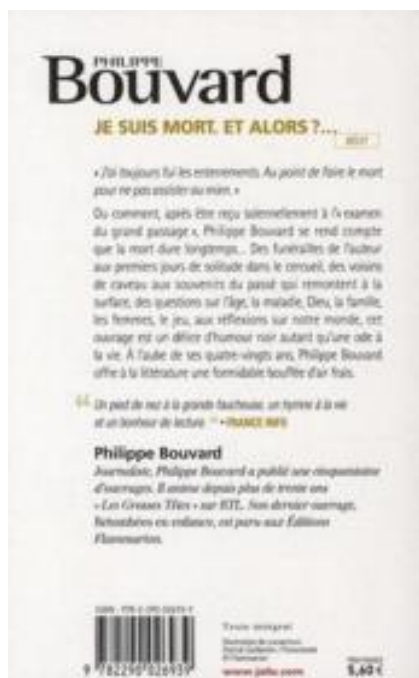 PHILIPPE
Bouvard
JE SUIS MORT. ET ALORS ?...
RÉCIT
« J'ai toujours fui les enterrements. Au point de faire le mort
pour ne pas assister au mien. »
Ou comment, après être reçu solennellement à l'« examen
du grand passage », Philippe Bouvard se rend compte
que la mort dure longtemps... Des funérailles de l'auteur
aux premiers jours de solitude dans le cercueil, des voisins
de caveau aux souvenirs du passé qui remontent à la
surface, des questions sur l'âge, la maladie, Dieu, la famille,
les femmes, le jeu, aux réflexions sur notre monde, cet
ouvrage est un délice d'humour noir autant qu'une ode à
la vie. À l'aube de ses quatre-vingts ans, Philippe Bouvard
offre à la littérature une formidable bouffée d'air frais.
“ Un pied de nez à la grande faucheuse, un hymne à la vie
et un bonheur de lecture. ” • FRANCE INFO
Philippe Bouvard
Journaliste, Philippe Bouvard a publié une cinquantaine
d'ouvrages. Il anime depuis plus de trente ans
« Les Grosses Têtes » sur RTL. Son dernier ouvrage,
Retombées en enfance, est paru aux Éditions
Flammarion.
Texte intégral
© Flammarion
www.jailu.com
5,60 €
9 782290 026939